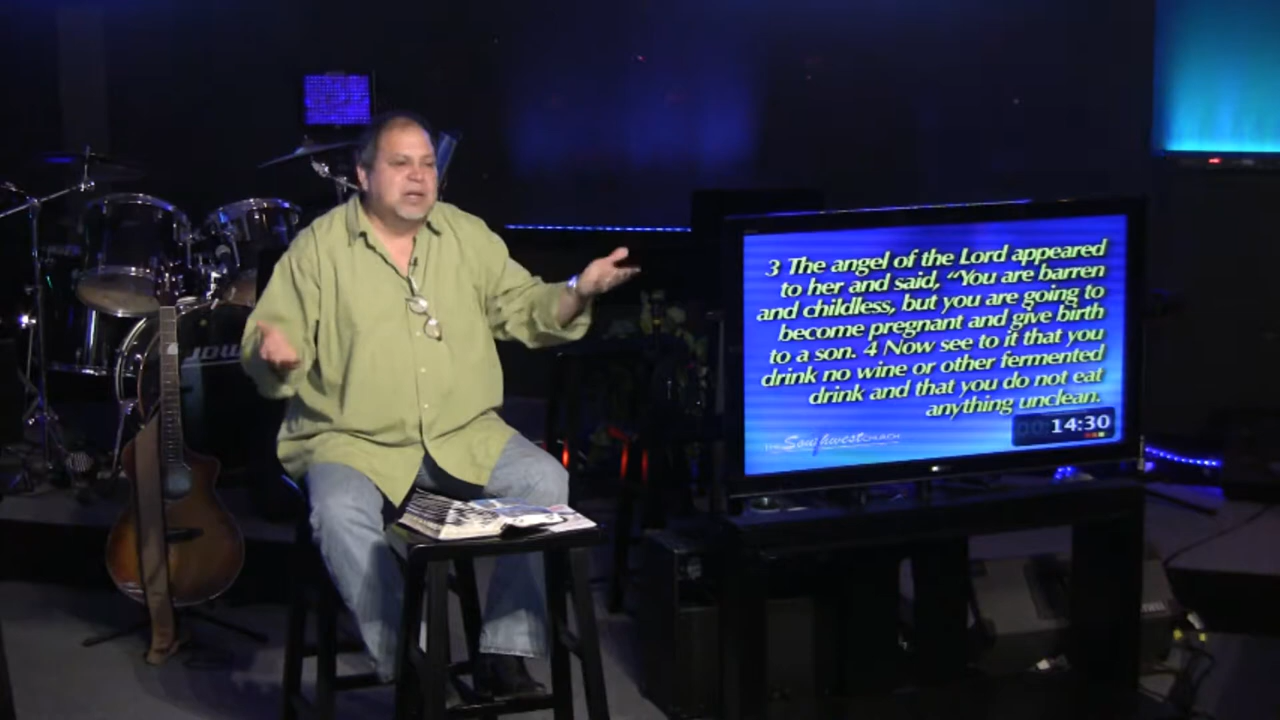 3 The angel of the Lord appeared
to her and said, "You are barren
and childless, but you are going to
become pregnant and give birth
to a son. 4 Now see to it that you
drink no wine or other fermented
drink and that you do not eat
anything unclean.
14:30
Southwest